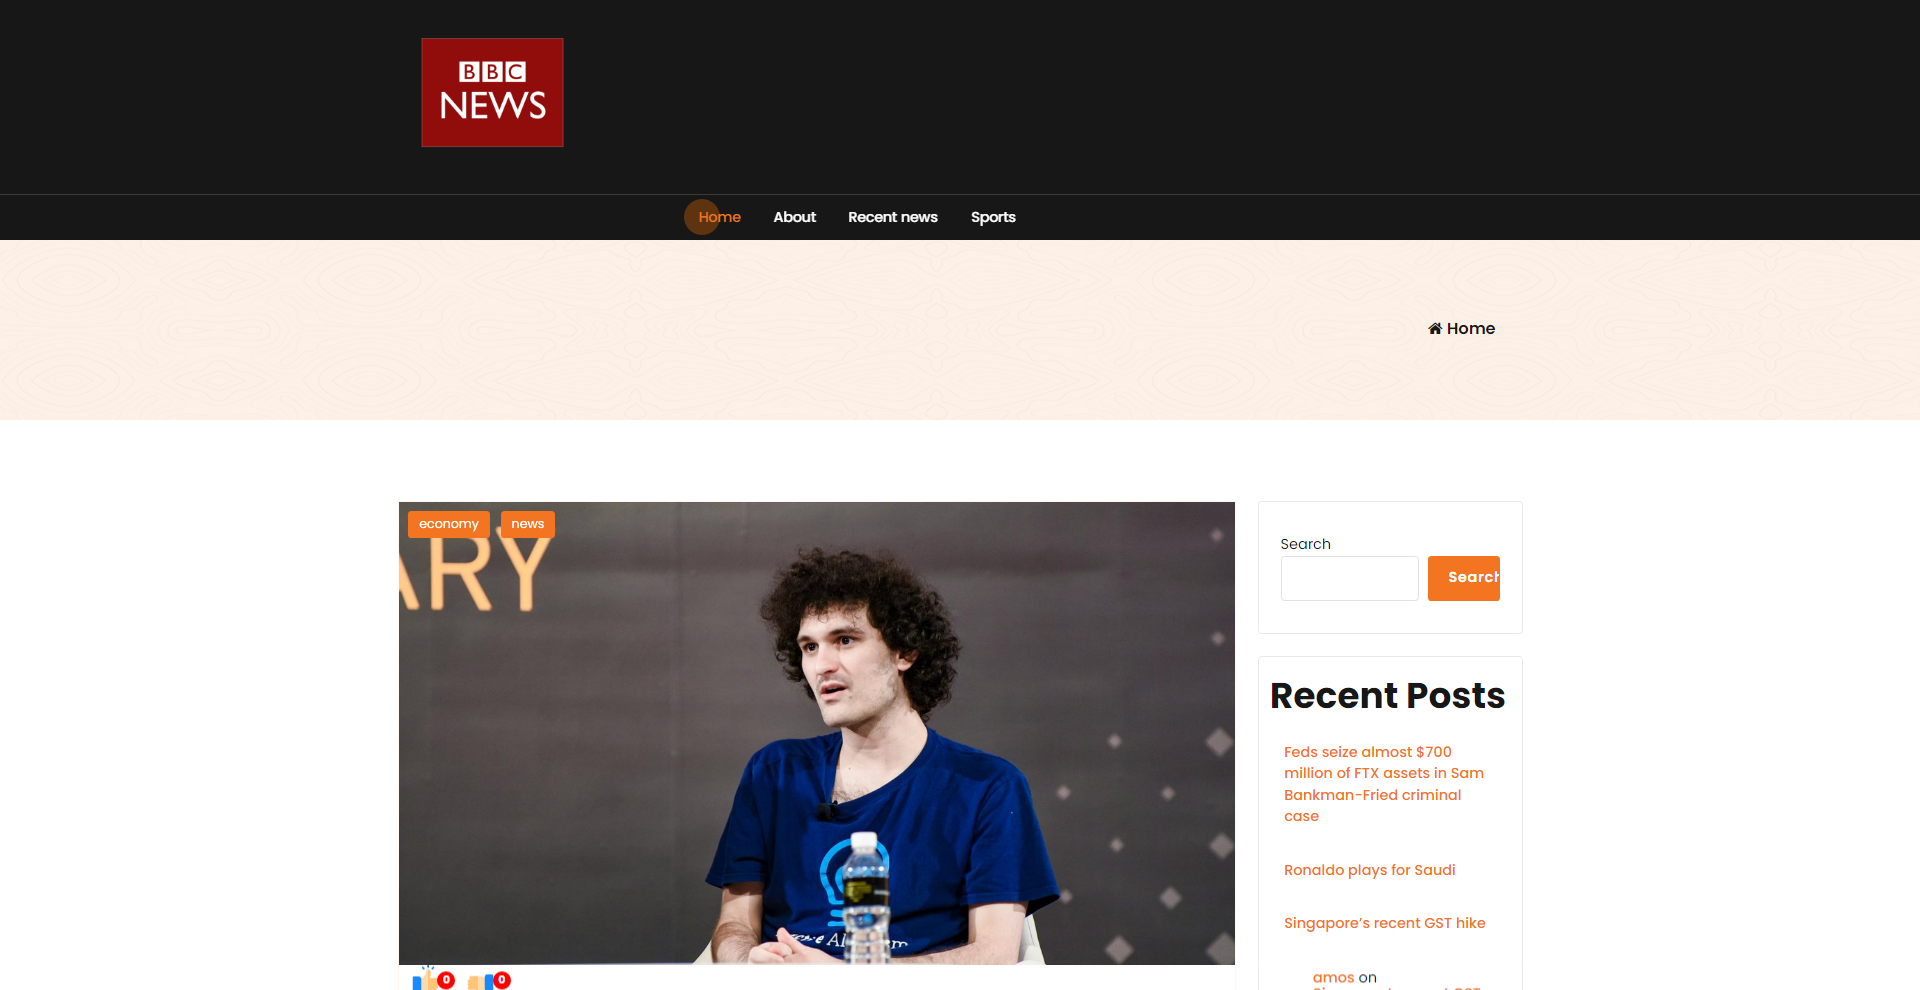 BBC
NEWS
Home
About
Recent news
Sports
Home
economy
news
ARY
Search
Search
Recent Posts
Feds seize almost $700
million of FTX assets in Sam
Bankman-Fried criminal
case
Ronaldo plays for Saudi
Singapore’s recent GST hike
0
0
amos on